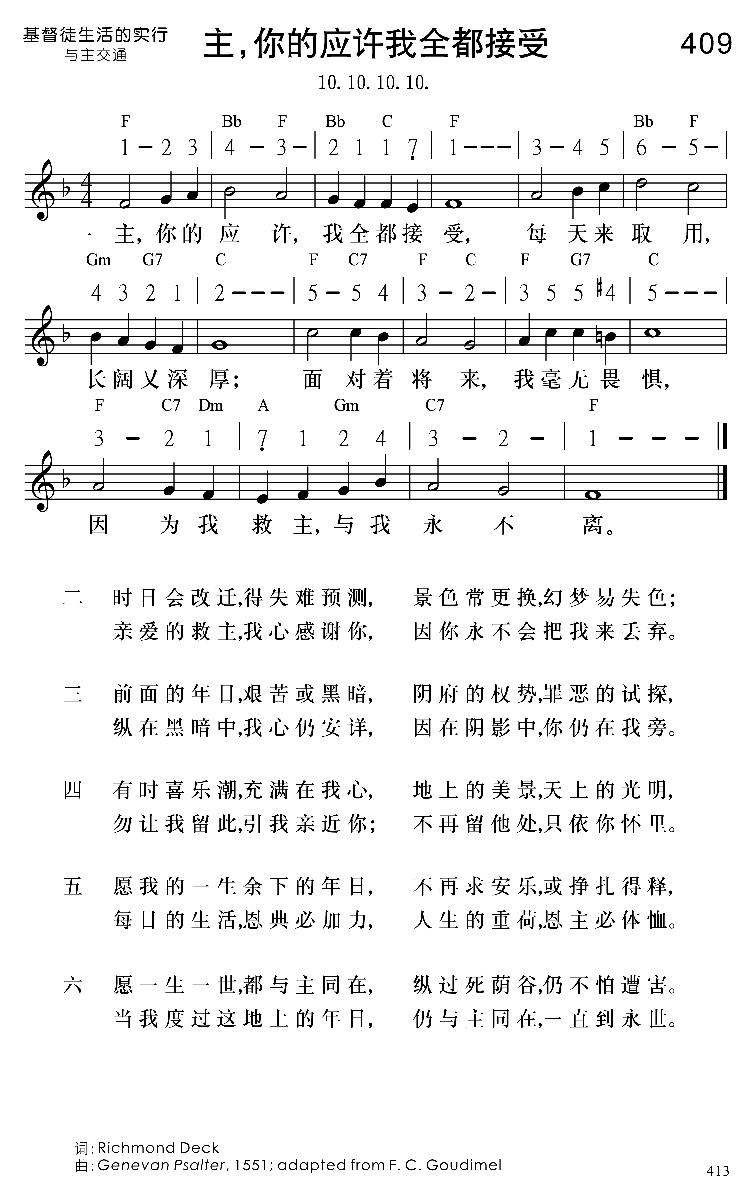 基督徒生活的实行
与主交通
主，你的应许我全都接受
409
10. 10. 10. 10.
F Bb F Bb C F Bb F
1 – 2 3 | 4 – 3 – | 2 1 1 7̣ | 1 – – – | 3 – 4 5 | 6 – 5 – |
主，你的应许，我全都接受，每天来取用，
Gm G7 C F C7 F C F G7 C
4 3 2 1 | 2 – – – | 5 – 5 4 | 3 – 2 – | 3 5 5 #4 | 5 – – – |
长阔又深厚；面对着将来，我毫无畏惧，
F C7 Dm A Gm C7 F
3 – 2 1 | 7̣ 1 2 4 | 3 – 2 – | 1 – – – ‖
因为我救主，与我永不离。
二 时日会改迁,得失难预测， 景色常更换,幻梦易失色；
亲爱的救主,我心感谢你， 因你永不会把我来丢弃。
三 前面的年日,艰苦或黑暗， 阴府的权势,罪恶的试探，
纵在黑暗中,我心仍安详， 因在阴影中,你仍在我旁。
四 有时喜乐潮,充满在我心， 地上的美景,天上的光明，
勿让我留此,引我亲近你； 不再留他处,只依你怀里。
五 愿我的一生余下的年日， 不再求安乐,或挣扎得释，
每日的生活,恩典必加力， 人生的重荷,恩主必体恤。
六 愿一生一世,都与主同在， 纵过死荫谷,仍不怕遭害。
当我度过这地上的年日， 仍与主同在,一直到永世。
词：Richmond Deck
曲：Genevan Psalter, 1551; adapted from F. C. Goudimel
413